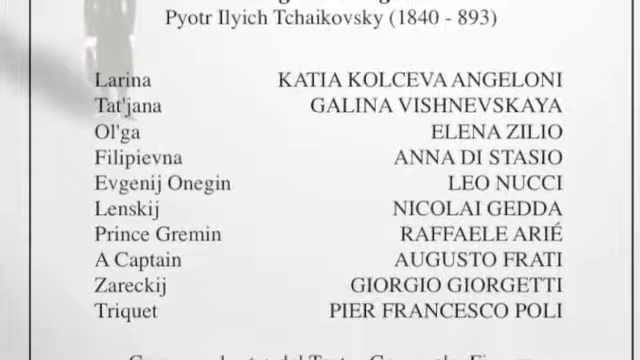 Pyotr Ilyich Tchaikovsky (1840 - 893)
Larina KATIA KOLCEVA ANGELONI
Tat'jana GALINA VISHNEVSKAYA
Ol'ga ELENA ZILIO
Filipievna ANNA DI STASIO
Evgenij Onegin LEO NUCCI
Lenskij NICOLAI GEDDA
Prince Gremin RAFFAELE ARIÉ
A Captain AUGUSTO FRATI
Zareckij GIORGIO GIORGETTI
Triquet PIER FRANCESCO POLI